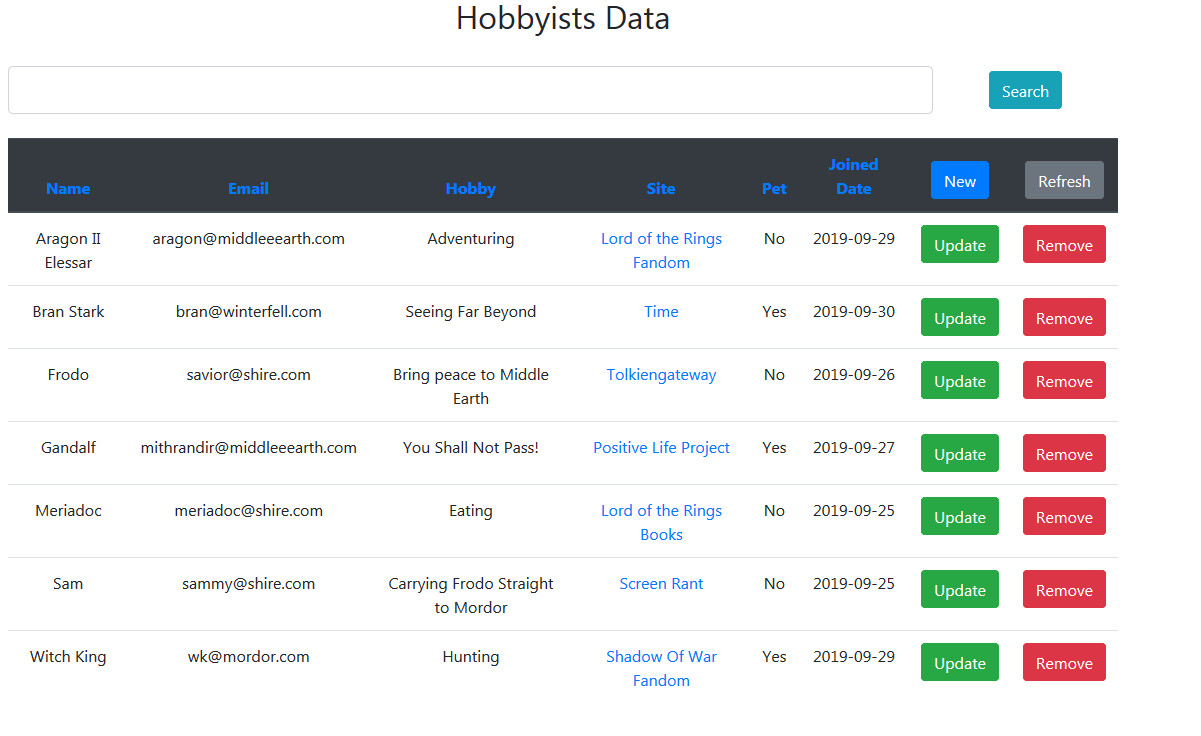 Hobbyists Data
Search
Name Email Hobby Site Pet Joined Date New Refresh
Aragon II Elessar aragon@middleeearth.com Adventuring Lord of the Rings Fandom No 2019-09-29 Update Remove
Bran Stark bran@winterfell.com Seeing Far Beyond Time Yes 2019-09-30 Update Remove
Frodo savior@shire.com Bring peace to Middle Earth Tolkiengateway No 2019-09-26 Update Remove
Gandalf mithrandir@middleeearth.com You Shall Not Pass! Positive Life Project Yes 2019-09-27 Update Remove
Meriadoc meriadoc@shire.com Eating Lord of the Rings Books No 2019-09-25 Update Remove
Sam sammy@shire.com Carrying Frodo Straight to Mordor Screen Rant No 2019-09-25 Update Remove
Witch King wk@mordor.com Hunting Shadow Of War Fandom Yes 2019-09-29 Update Remove